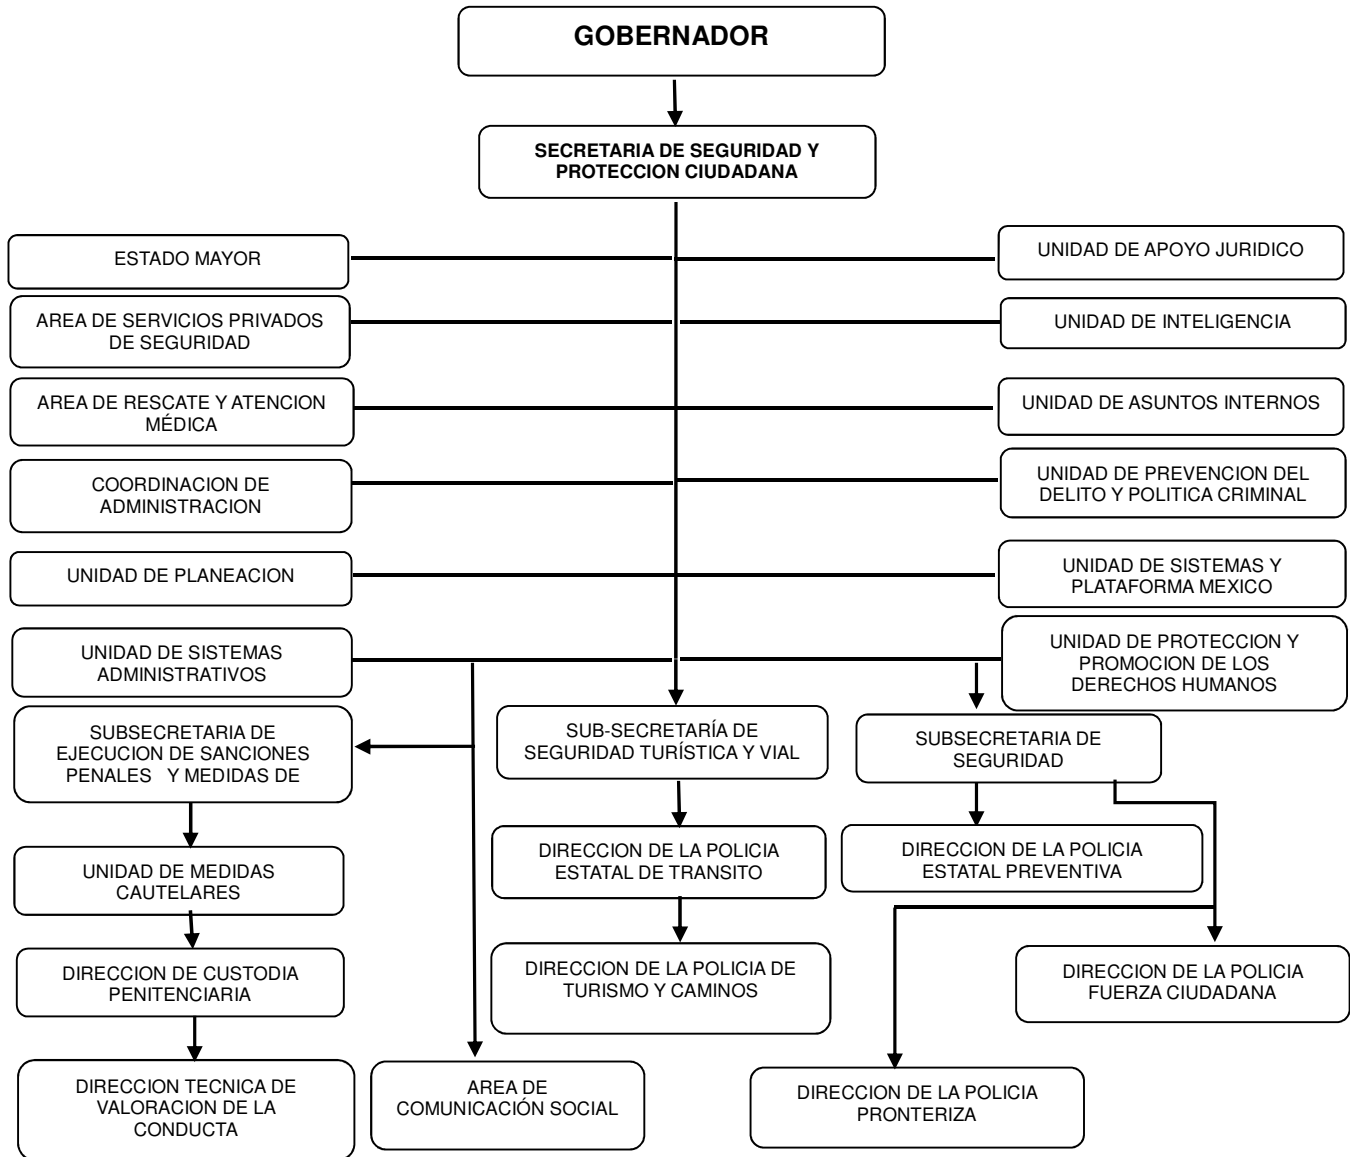 GOBERNADOR
SECRETARIA DE SEGURIDAD Y
PROTECCION CIUDADANA
ESTADO MAYOR
UNIDAD DE APOYO JURIDICO
AREA DE SERVICIOS PRIVADOS
DE SEGURIDAD
UNIDAD DE INTELIGENCIA
AREA DE RESCATE Y ATENCION
MÉDICA
UNIDAD DE ASUNTOS INTERNOS
COORDINACION DE
ADMINISTRACION
UNIDAD DE PREVENCION DEL
DELITO Y POLITICA CRIMINAL
UNIDAD DE PLANEACION
UNIDAD DE SISTEMAS Y
PLATAFORMA MEXICO
UNIDAD DE SISTEMAS
ADMINISTRATIVOS
UNIDAD DE PROTECCION Y
PROMOCION DE LOS
DERECHOS HUMANOS
SUBSECRETARIA DE
EJECUCION DE SANCIONES
PENALES Y MEDIDAS DE
SUB-SECRETARÍA DE
SEGURIDAD TURÍSTICA Y VIAL
SUBSECRETARIA DE
SEGURIDAD
UNIDAD DE MEDIDAS
CAUTELARES
DIRECCION DE LA POLICIA
ESTATAL DE TRANSITO
DIRECCION DE LA POLICIA
ESTATAL PREVENTIVA
DIRECCION DE CUSTODIA
PENITENCIARIA
DIRECCION DE LA POLICIA DE
TURISMO Y CAMINOS
DIRECCION DE LA POLICIA
FUERZA CIUDADANA
DIRECCION TECNICA DE
VALORACION DE LA
CONDUCTA
AREA DE
COMUNICACIÓN SOCIAL
DIRECCION DE LA POLICIA
PRONTERIZA